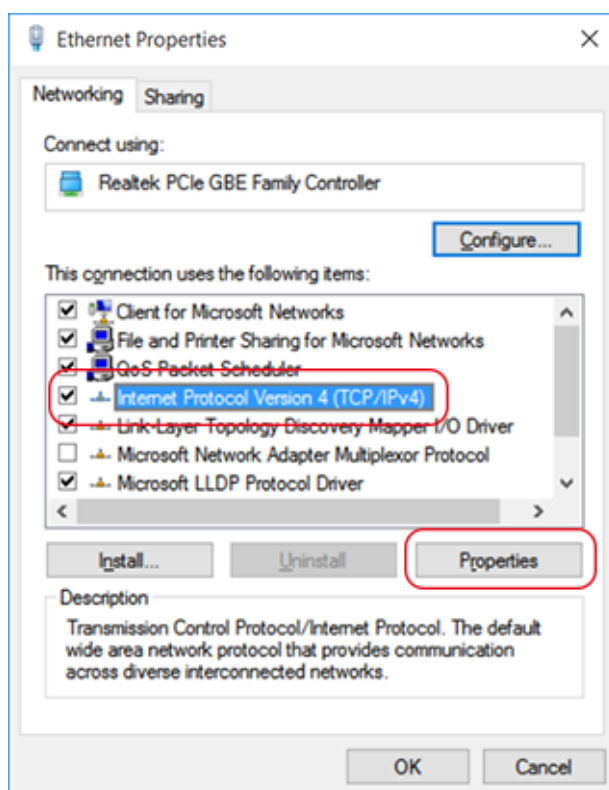 Ethernet Properties
Networking
Sharing
Connect using:
Realtek PCIe GBE Family Controller
Configure...
This connection uses the following items:
Client for Microsoft Networks
File and Printer Sharing for Microsoft Networks
QoS Packet Scheduler
Internet Protocol Version 4 (TCP/IPv4)
Link-Layer Topology Discovery Mapper I/O Driver
Microsoft Network Adapter Multiplexor Protocol
Microsoft LLDP Protocol Driver
Install...
Uninstall
Properties
Description
Transmission Control Protocol/Internet Protocol. The default
wide area network protocol that provides communication
across diverse interconnected networks.
OK
Cancel